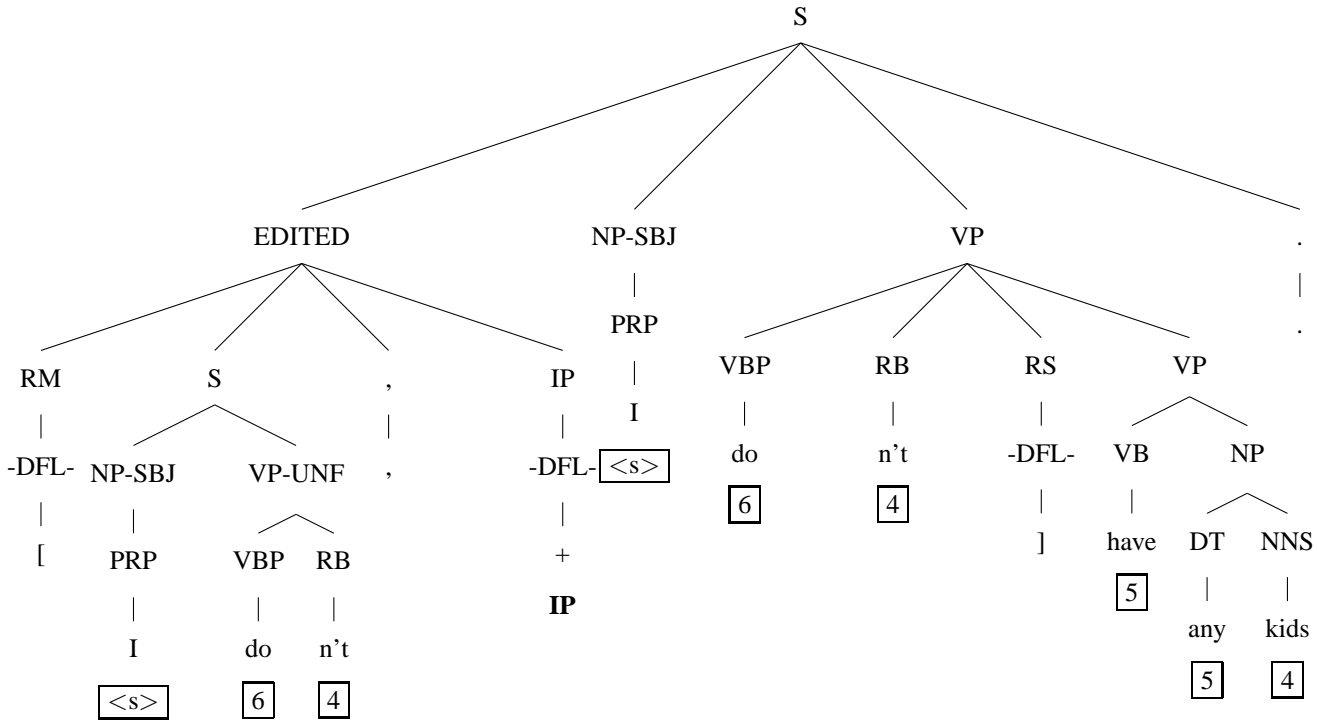 S
EDITED NP-SBJ VP .
PRP .
RM S , IP VBP RB RS VP
I
-DFL- NP-SBJ VP-UNF , -DFL- <s> do n't -DFL- VB NP
6 4
[ PRP VBP RB + ] have DT NNS
IP 5
I do n't any kids
<s> 6 4 5 4